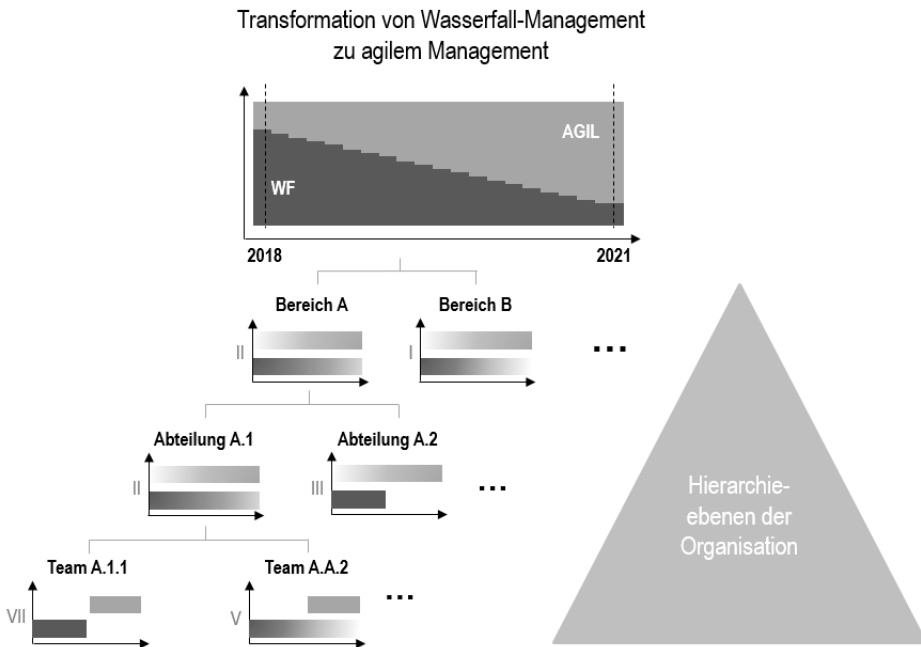 Transformation von Wasserfall-Management
zu agilem Management
AGIL
WF
2018
2021
Bereich A
Bereich B
II
I
...
Abteilung A.1
Abteilung A.2
II
III
...
Team A.1.1
Team A.A.2
...
VII
V
Hierarchie-
ebenen der
Organisation